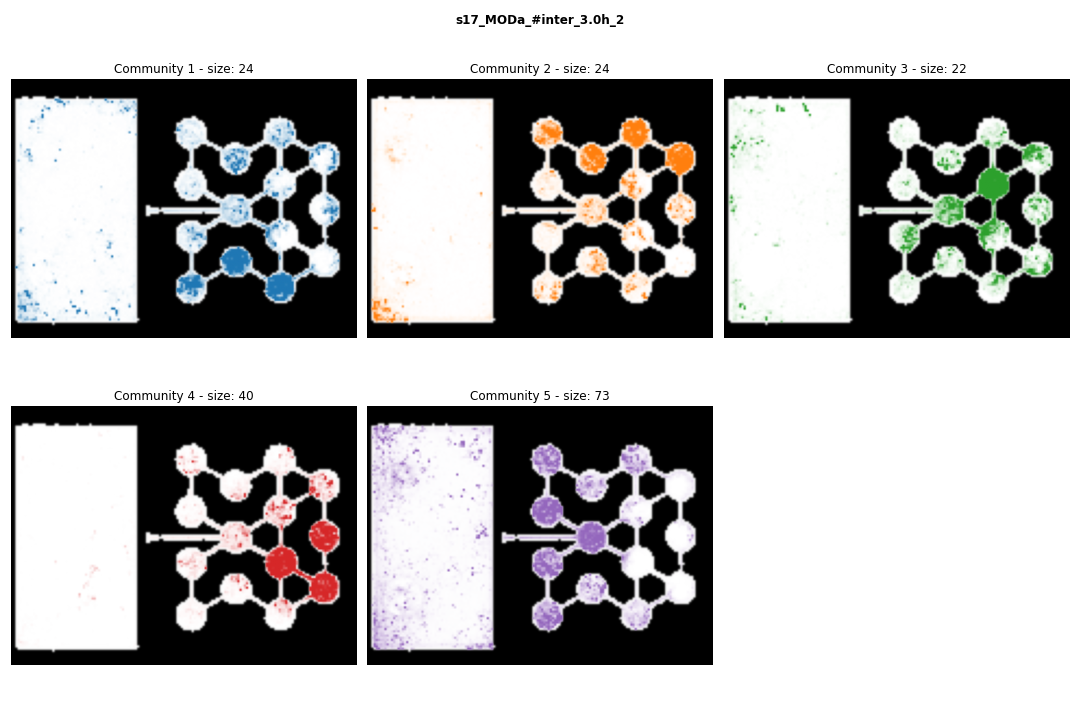 s17_MODa_#inter_3.0h_2
Community 1 - size: 24
Community 2 - size: 24
Community 3 - size: 22
Community 4 - size: 40
Community 5 - size: 73